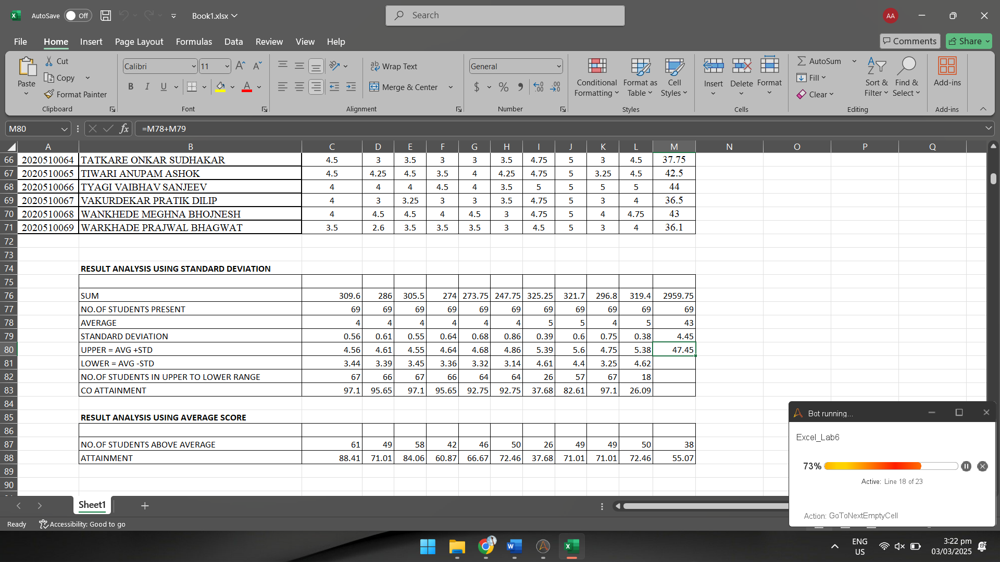 AutoSave Off Book1.xlsx Search AA
File Home Insert Page Layout Formulas Data Review View Help Comments Share
Paste Cut Copy Format Painter Clipboard
Calibri 11 B I U A Font
ab Wrap Text Merge & Center Alignment
General $ % Number
Conditional Formatting Format as Table Cell Styles Styles
Insert Delete Format Cells
AutoSum Fill Clear Sort & Filter Find & Select Editing
Add-ins Add-ins
M80 fx =M78+M79
A B C D E F G H I J K L M N O P Q
66 2020510064 TATKARE ONKAR SUDHAKAR 4.5 3 3.5 3 3 3.5 4.75 5 3 4.5 37.75
67 2020510065 TIWARI ANUPAM ASHOK 4.5 4.25 4.5 3.5 4 4.25 4.75 5 3.25 4.5 42.5
68 2020510066 TYAGI VAIBHAV SANJEEV 4 4 4 4.5 4 3.5 5 5 5 5 44
69 2020510067 VAKURDEKAR PRATIK DILIP 4 3 3.25 3 3 3.5 4.75 5 3 4 36.5
70 2020510068 WANKHEDE MEGHNA BHOJNESH 4 4.5 4.5 4 4.5 3 4.75 5 4 4.75 43
71 2020510069 WARKHADE PRAJWAL BHAGWAT 3.5 2.6 3.5 3.5 3.5 3 4.5 5 3 4 36.1
72
73
74 RESULT ANALYSIS USING STANDARD DEVIATION
75
76 SUM 309.6 286 305.5 274 273.75 247.75 325.25 321.7 296.8 319.4 2959.75
77 NO.OF STUDENTS PRESENT 69 69 69 69 69 69 69 69 69 69 69
78 AVERAGE 4 4 4 4 4 4 5 5 4 5 43
79 STANDARD DEVIATION 0.56 0.61 0.55 0.64 0.68 0.86 0.39 0.6 0.75 0.38 4.45
80 UPPER = AVG +STD 4.56 4.61 4.55 4.64 4.68 4.86 5.39 5.6 4.75 5.38 47.45
81 LOWER = AVG -STD 3.44 3.39 3.45 3.36 3.32 3.14 4.61 4.4 3.25 4.62
82 NO.OF STUDENTS IN UPPER TO LOWER RANGE 67 66 67 66 64 64 26 57 67 18
83 CO ATTAINMENT 97.1 95.65 97.1 95.65 92.75 92.75 37.68 82.61 97.1 26.09
84
85 RESULT ANALYSIS USING AVERAGE SCORE
86
87 NO.OF STUDENTS ABOVE AVERAGE 61 49 58 42 46 50 26 49 49 50 38
88 ATTAINMENT 88.41 71.01 84.06 60.87 66.67 72.46 37.68 71.01 71.01 72.46 55.07
89
90
Bot running...
Excel_Lab6
73%
Active: Line 18 of 23
Action: GoToNextEmptyCell
Sheet1
Ready Accessibility: Good to go
ENG US
3:22 pm
03/03/2025